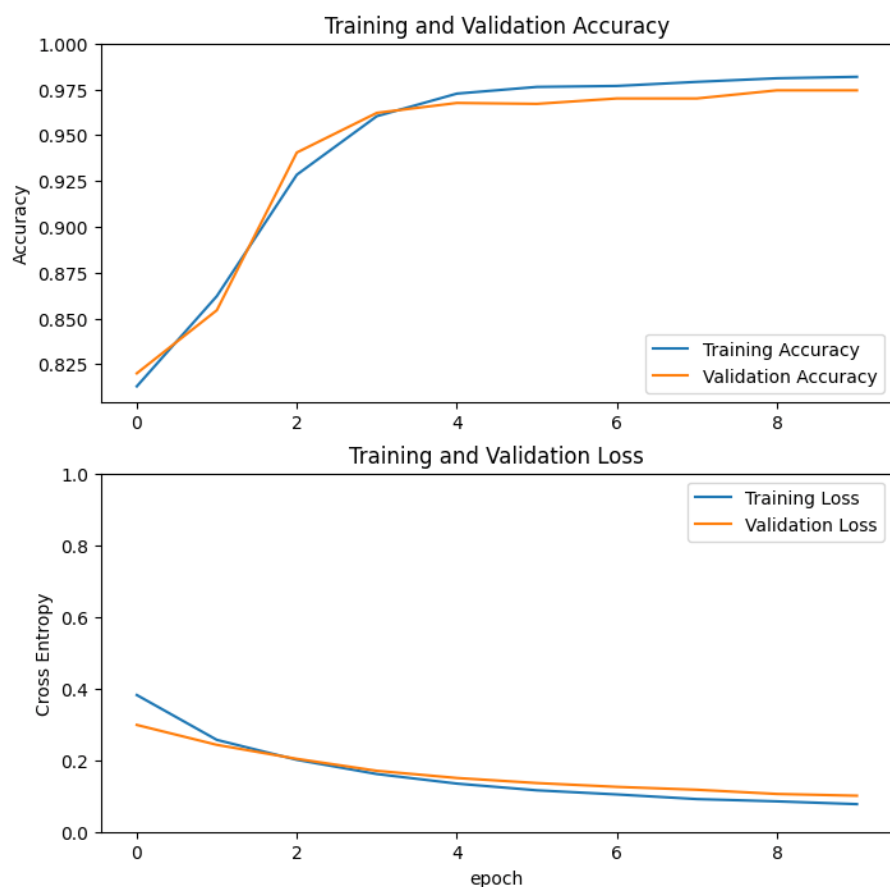 Training and Validation Accuracy
1.000
0.975
0.950
0.925
0.900
0.875
0.850
0.825
Accuracy
Training Accuracy
Validation Accuracy
0 2 4 6 8
Training and Validation Loss
1.0
0.8
0.6
0.4
0.2
0.0
Cross Entropy
Training Loss
Validation Loss
0 2 4 6 8
epoch